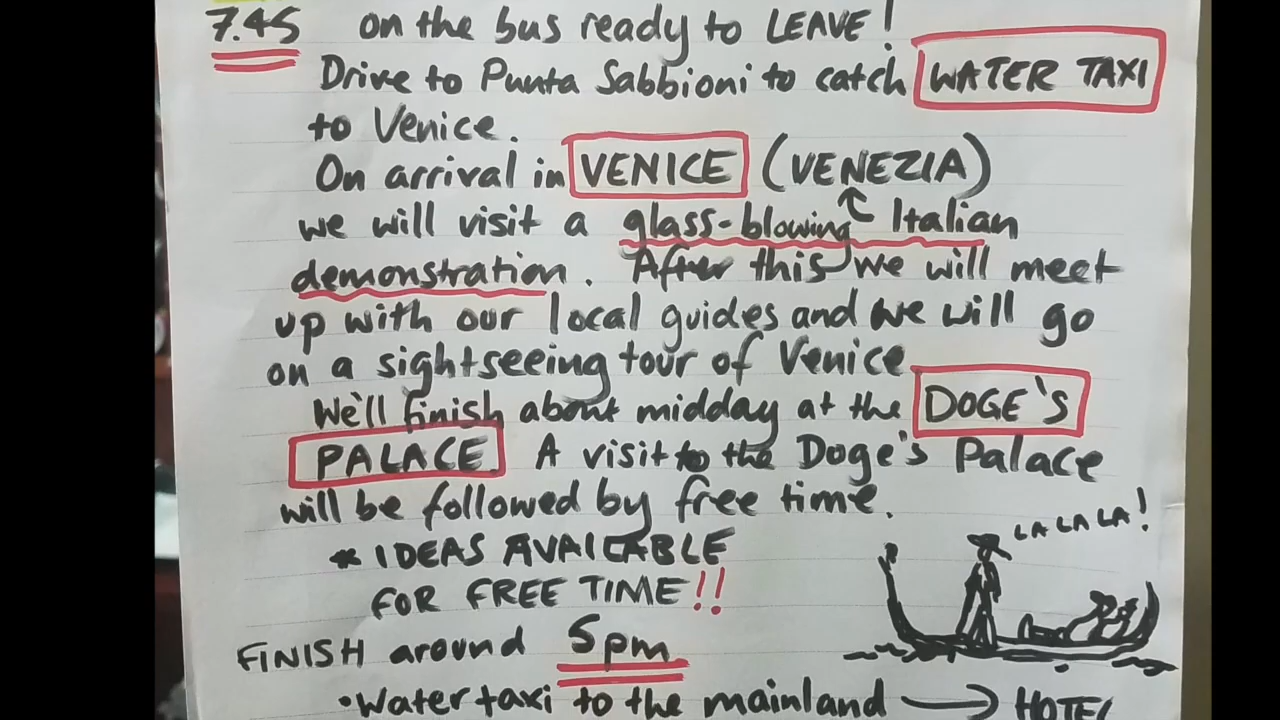 7.45 on the bus ready to LEAVE!
Drive to Punta Sabbioni to catch WATER TAXI
to Venice.
On arrival in VENICE (VENEZIA)
we will visit a glass-blowing Italian
demonstration. After this we will meet
up with our local guides and we will go
on a sightseeing tour of Venice.
We'll finish about midday at the DOGE'S
PALACE. A visit to the Doge's Palace
will be followed by free time.
LA LA LA!
* IDEAS AVAILABLE
FOR FREE TIME!!
FINISH around 5pm
•Water taxi to the mainland → HOTEL